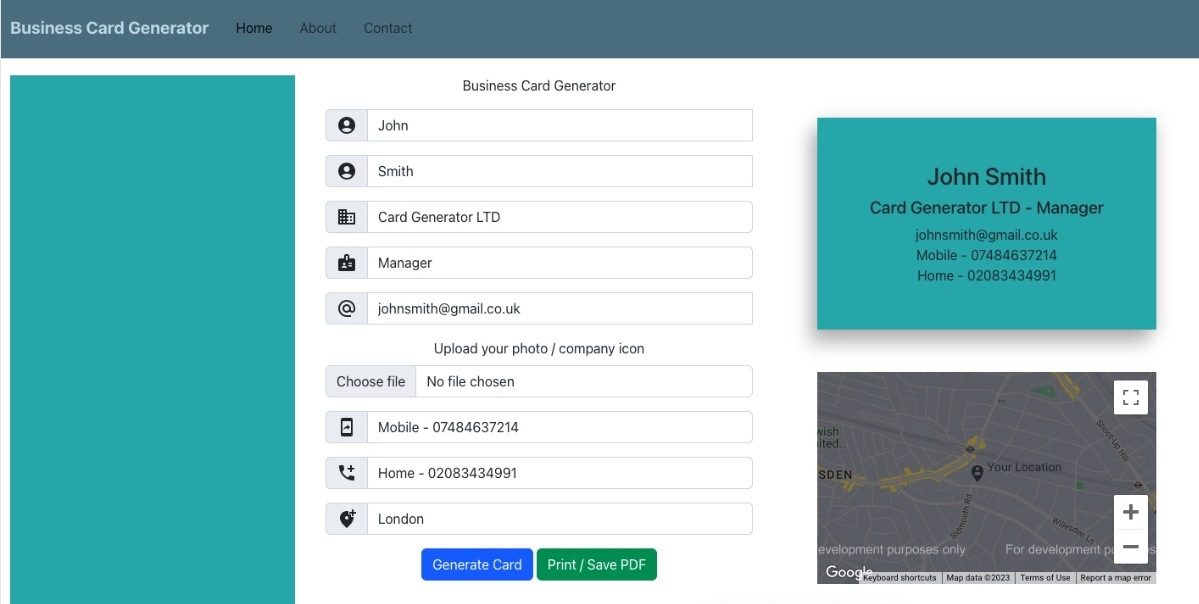 Business Card Generator Home About Contact
Business Card Generator
John
Smith
Card Generator LTD
Manager
johnsmith@gmail.co.uk
Upload your photo / company icon
Choose file No file chosen
Mobile - 07484637214
Home - 02083434991
London
Generate Card Print / Save PDF
John Smith
Card Generator LTD - Manager
johnsmith@gmail.co.uk
Mobile - 07484637214
Home - 02083434991
wish
ited...
Shoot-Up Hill
Your Location
SDEN
Sidmouth Rd
Willesden Ln
evelopment purposes only For development pu es
Google
Keyboard shortcuts Map data ©2023 Terms of Use Report a map error